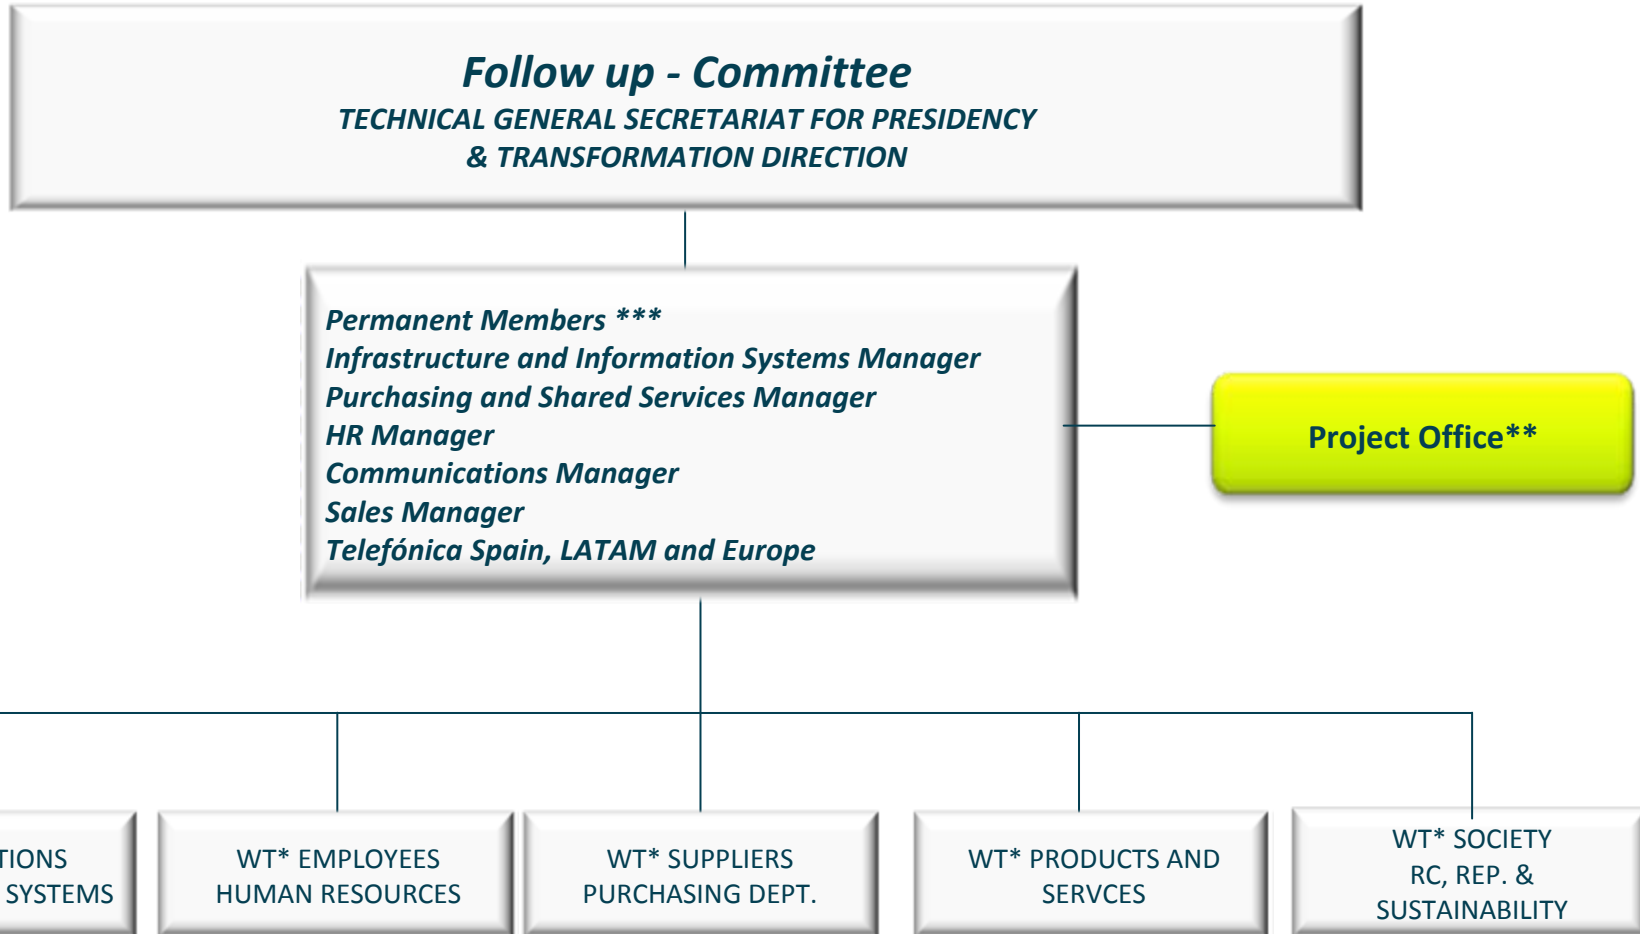 Follow up - Committee
TECHNICAL GENERAL SECRETARIAT FOR PRESIDENCY
& TRANSFORMATION DIRECTION
Permanent Members ***
Infrastructure and Information Systems Manager
Purchasing and Shared Services Manager
HR Manager
Communications Manager
Sales Manager
Telefónica Spain, LATAM and Europe
Project Office**
TIONS
SYSTEMS
WT* EMPLOYEES
HUMAN RESOURCES
WT* SUPPLIERS
PURCHASING DEPT.
WT* PRODUCTS AND
SERVCES
WT* SOCIETY
RC, REP. &
SUSTAINABILITY